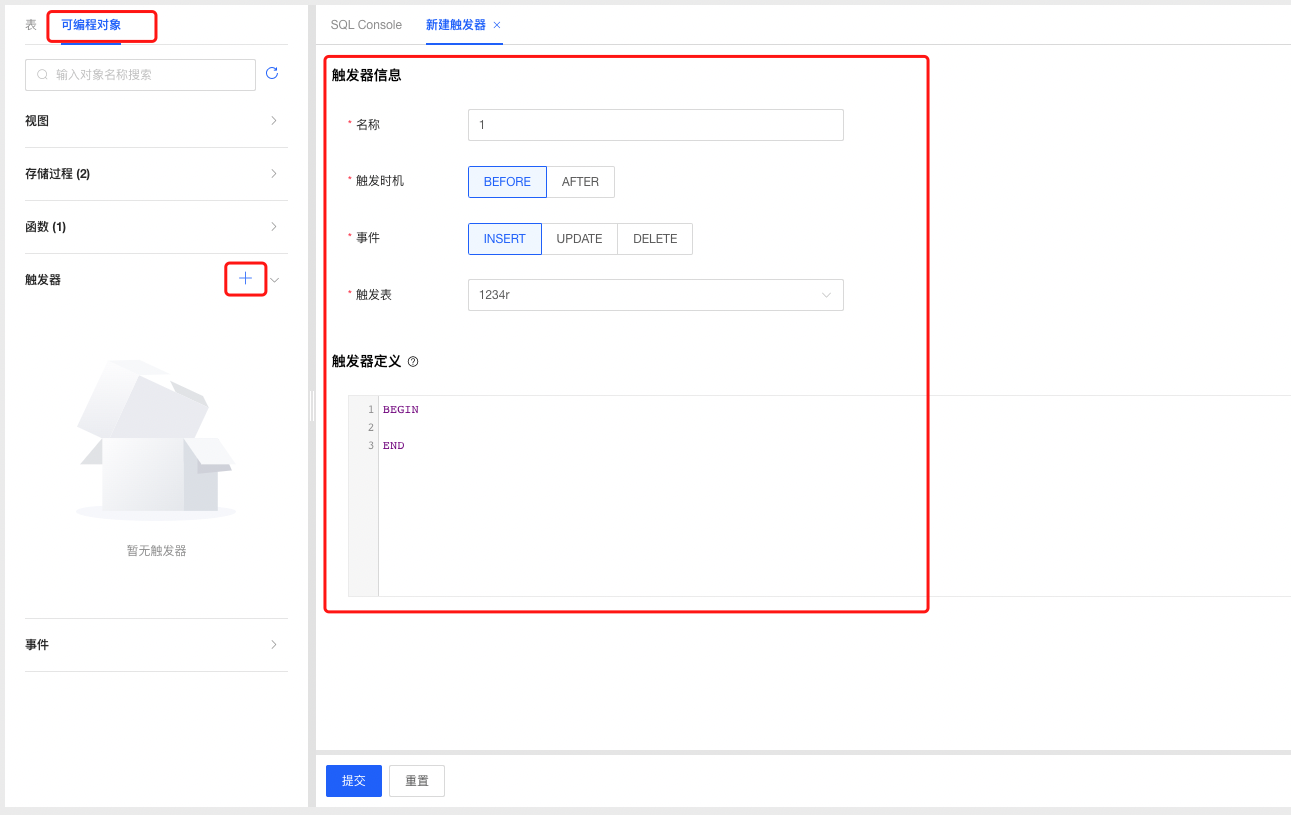 表 可编程对象
输入对象名称搜索
视图
存储过程 (2)
函数 (1)
触发器
暂无触发器
事件
SQL Console 新建触发器 ×
触发器信息
* 名称 1
* 触发时机 BEFORE AFTER
* 事件 INSERT UPDATE DELETE
* 触发表 1234r
触发器定义 ?
1 BEGIN
2
3 END
提交 重置